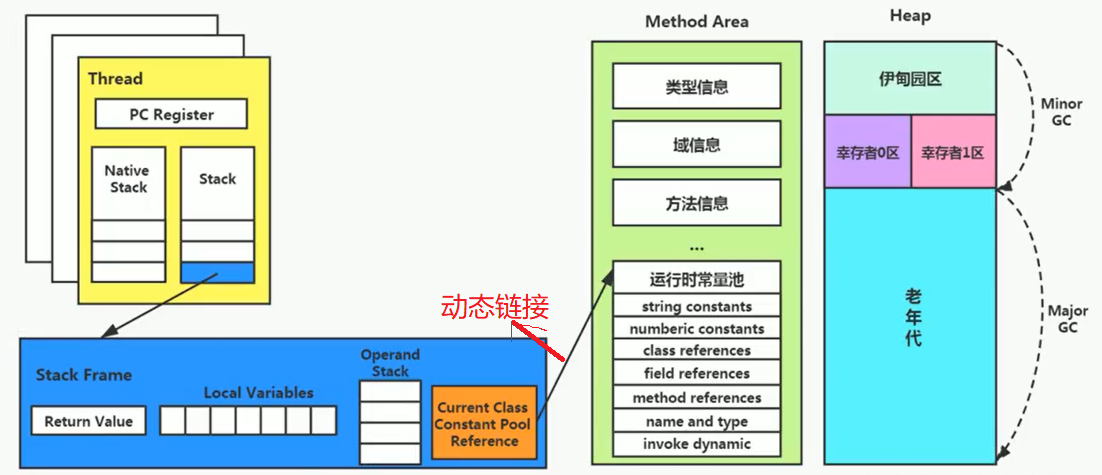 Thread
PC Register
Native
Stack
Stack
动态链接
Stack Frame
Return Value
Local Variables
Operand
Stack
Current Class
Constant Pool
Reference
Method Area
类型信息
域信息
方法信息
...
运行时常量池
string constants
numberic constants
class references
field references
method references
name and type
invoke dynamic
Heap
伊甸园区
幸存者0区
幸存者1区
老
年
代
Minor
GC
Major
GC